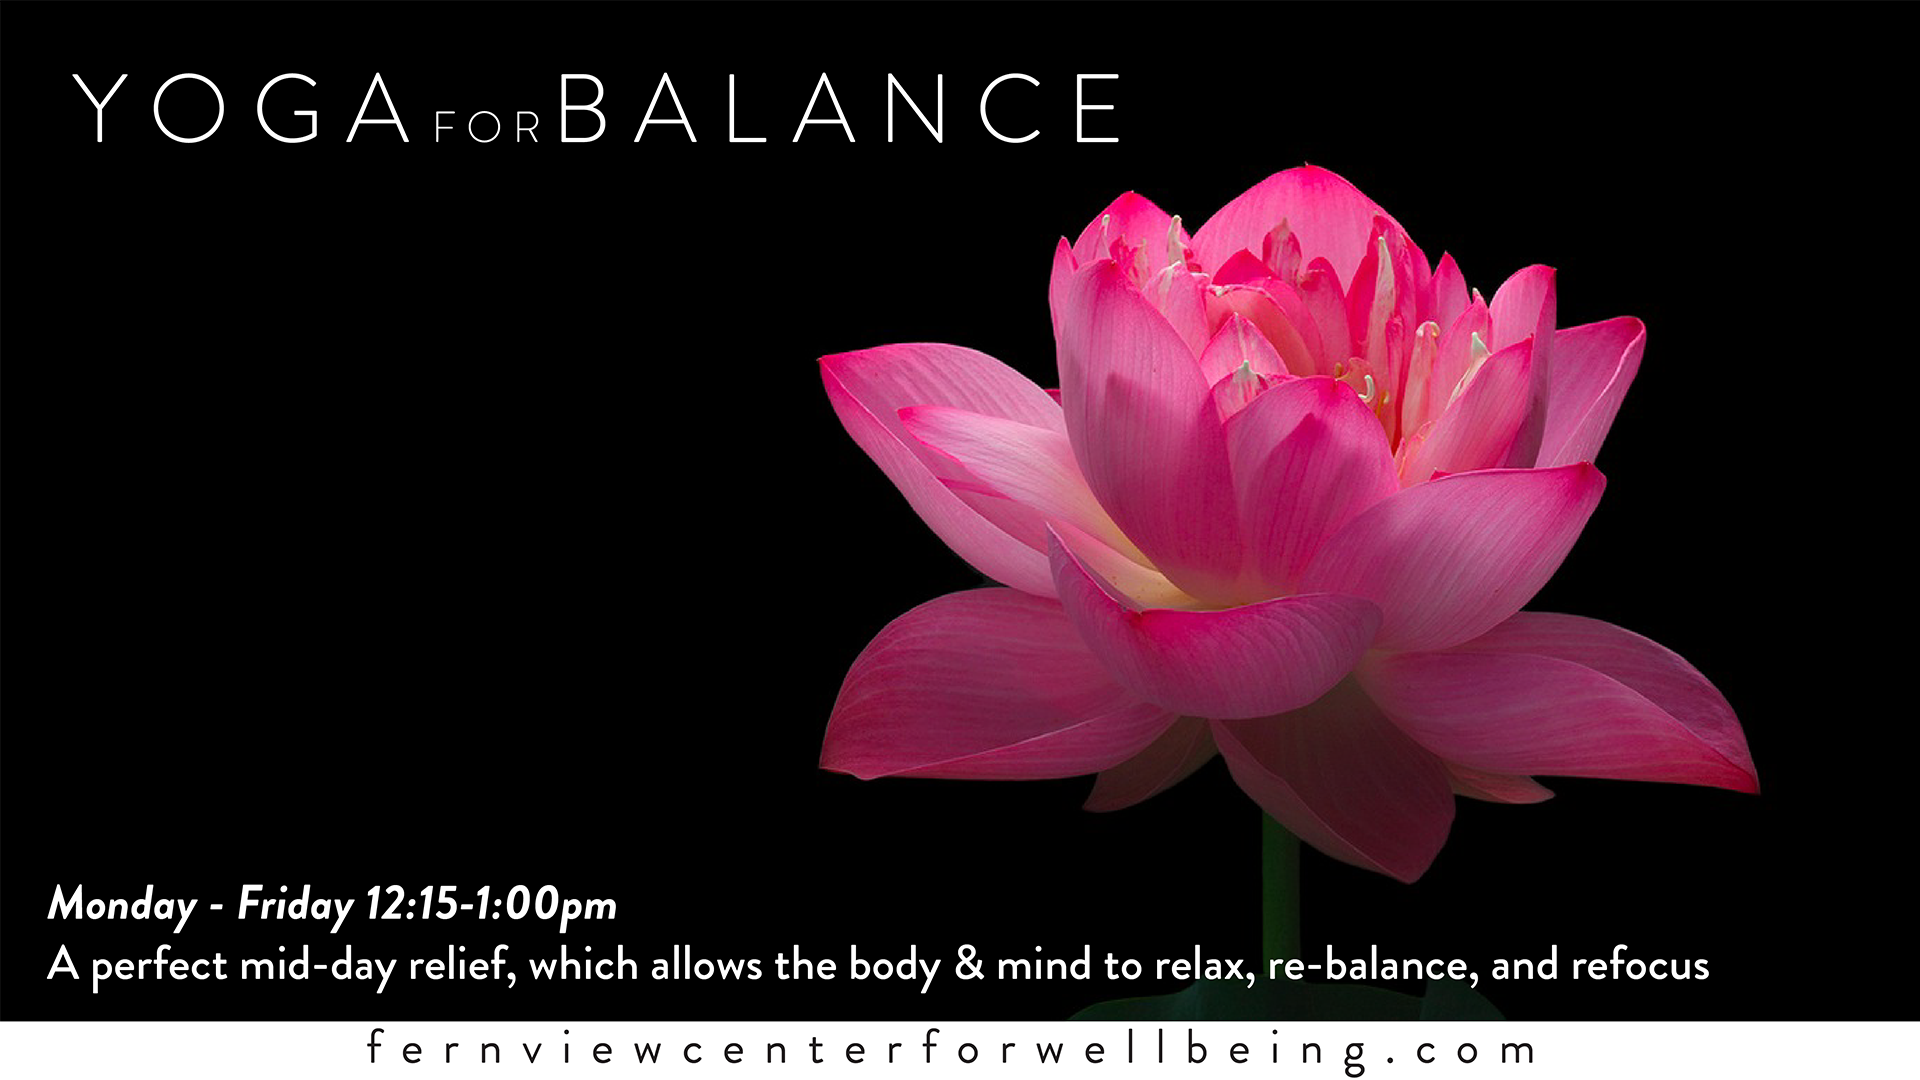 YOGA FOR BALANCE
Monday - Friday 12:15-1:00pm
A perfect mid-day relief, which allows the body & mind to relax, re-balance, and refocus
fernviewcenterforwellbeing.com